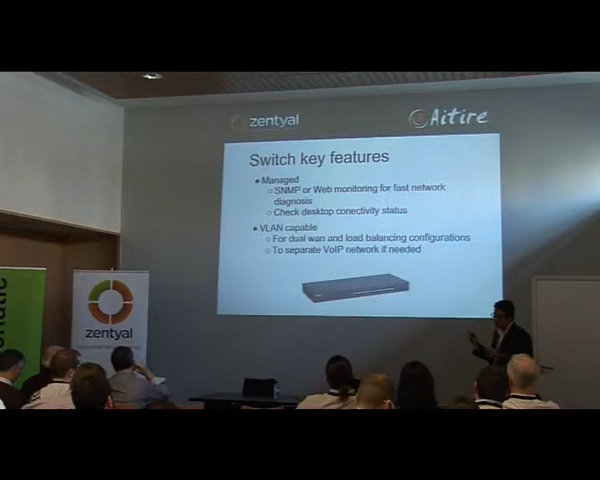 zentyal
Aitire
Switch key features
● Managed
○ SNMP or Web monitoring for fast network
diagnosis
○ Check desktop conectivity status
● VLAN capable
○ For dual wan and load balancing configurations
○ To separate VoIP network if needed
zentyal